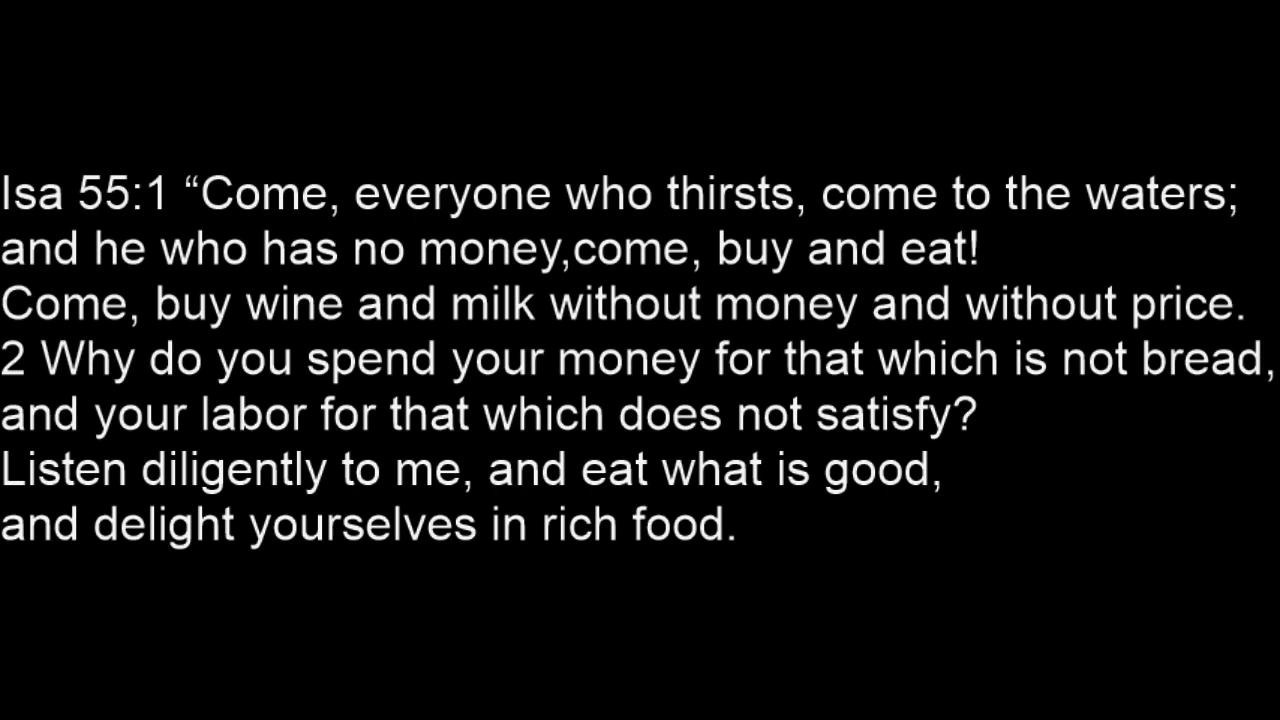 Isa 55:1 “Come, everyone who thirsts, come to the waters;
and he who has no money,come, buy and eat!
Come, buy wine and milk without money and without price.
2 Why do you spend your money for that which is not bread,
and your labor for that which does not satisfy?
Listen diligently to me, and eat what is good,
and delight yourselves in rich food.